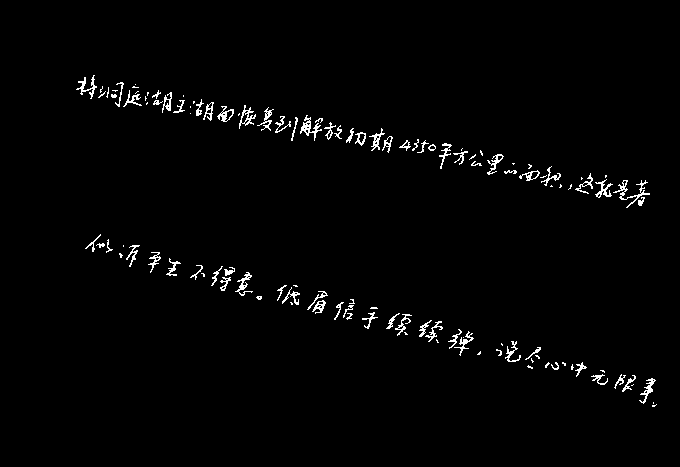 将洞庭湖主湖面恢复到解放初期4350平方公里的面积,这就是著
似诉平生不得意。低眉信手续续弹,说尽心中无限事。